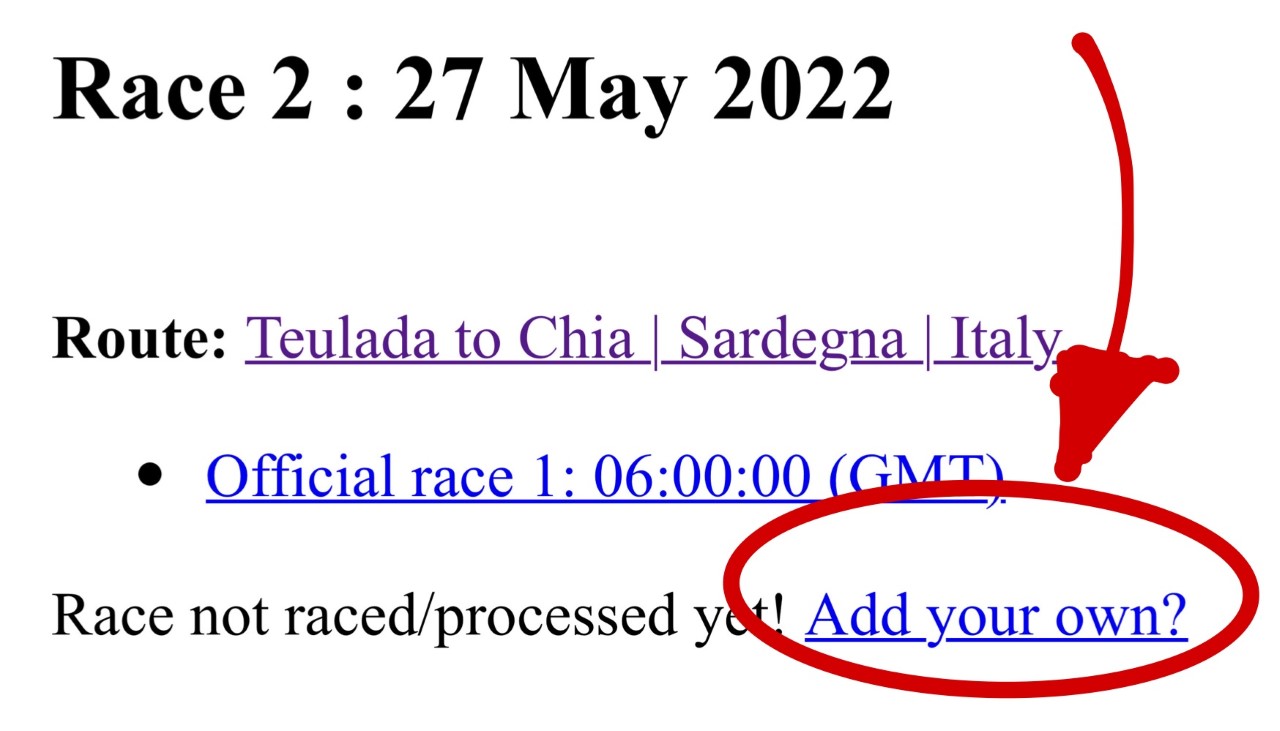 Race 2 : 27 May 2022
Route: Teulada to Chia | Sardegna | Italy
Official race 1: 06:00:00 (GMT)
Race not raced/processed yet! Add your own?